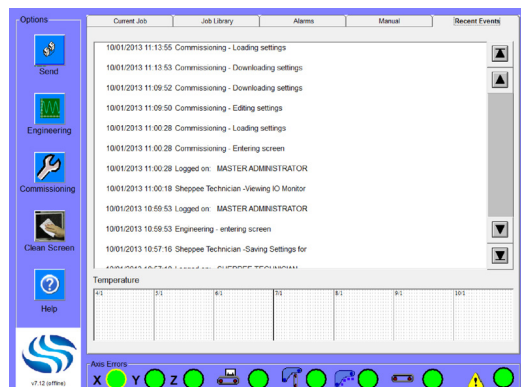 Options
Current Job
Job Library
Alarms
Manual
Recent Events
Send
Engineering
Commissioning
Clean Screen
Help
v7.12 (offline)
10/01/2013 11:13:55 Commissioning - Loading settings
10/01/2013 11:13:53 Commissioning - Downloading settings
10/01/2013 11:09:52 Commissioning - Downloading settings
10/01/2013 11:09:50 Commissioning - Editing settings
10/01/2013 11:00:28 Commissioning - Loading settings
10/01/2013 11:00:28 Commissioning - Entering screen
10/01/2013 11:00:28 Logged on: MASTER ADMINISTRATOR
10/01/2013 11:00:18 Sheppee Technician -Viewing IO Monitor
10/01/2013 10:59:53 Logged on: MASTER ADMINISTRATOR
10/01/2013 10:59:53 Engineering - entering screen
10/01/2013 10:57:16 Sheppee Technician -Saving Settings for
Temperature
4/1 5/1 6/1 7/1 8/1 9/1 10/1
Axis Errors
X Y Z